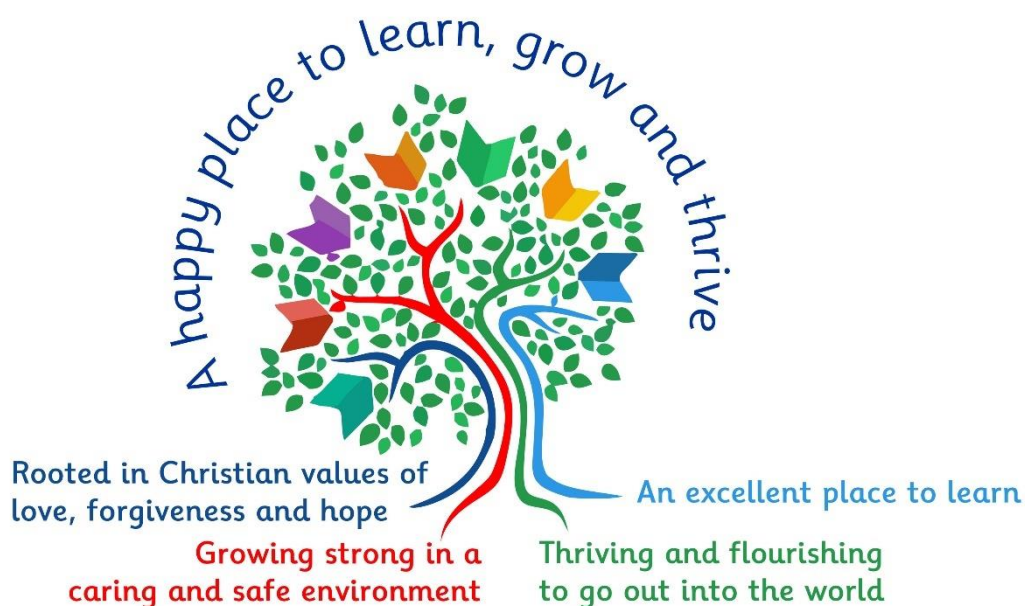 A happy place to learn, grow and thrive
Rooted in Christian values of
love, forgiveness and hope
An excellent place to learn
Growing strong in a
caring and safe environment
Thriving and flourishing
to go out into the world